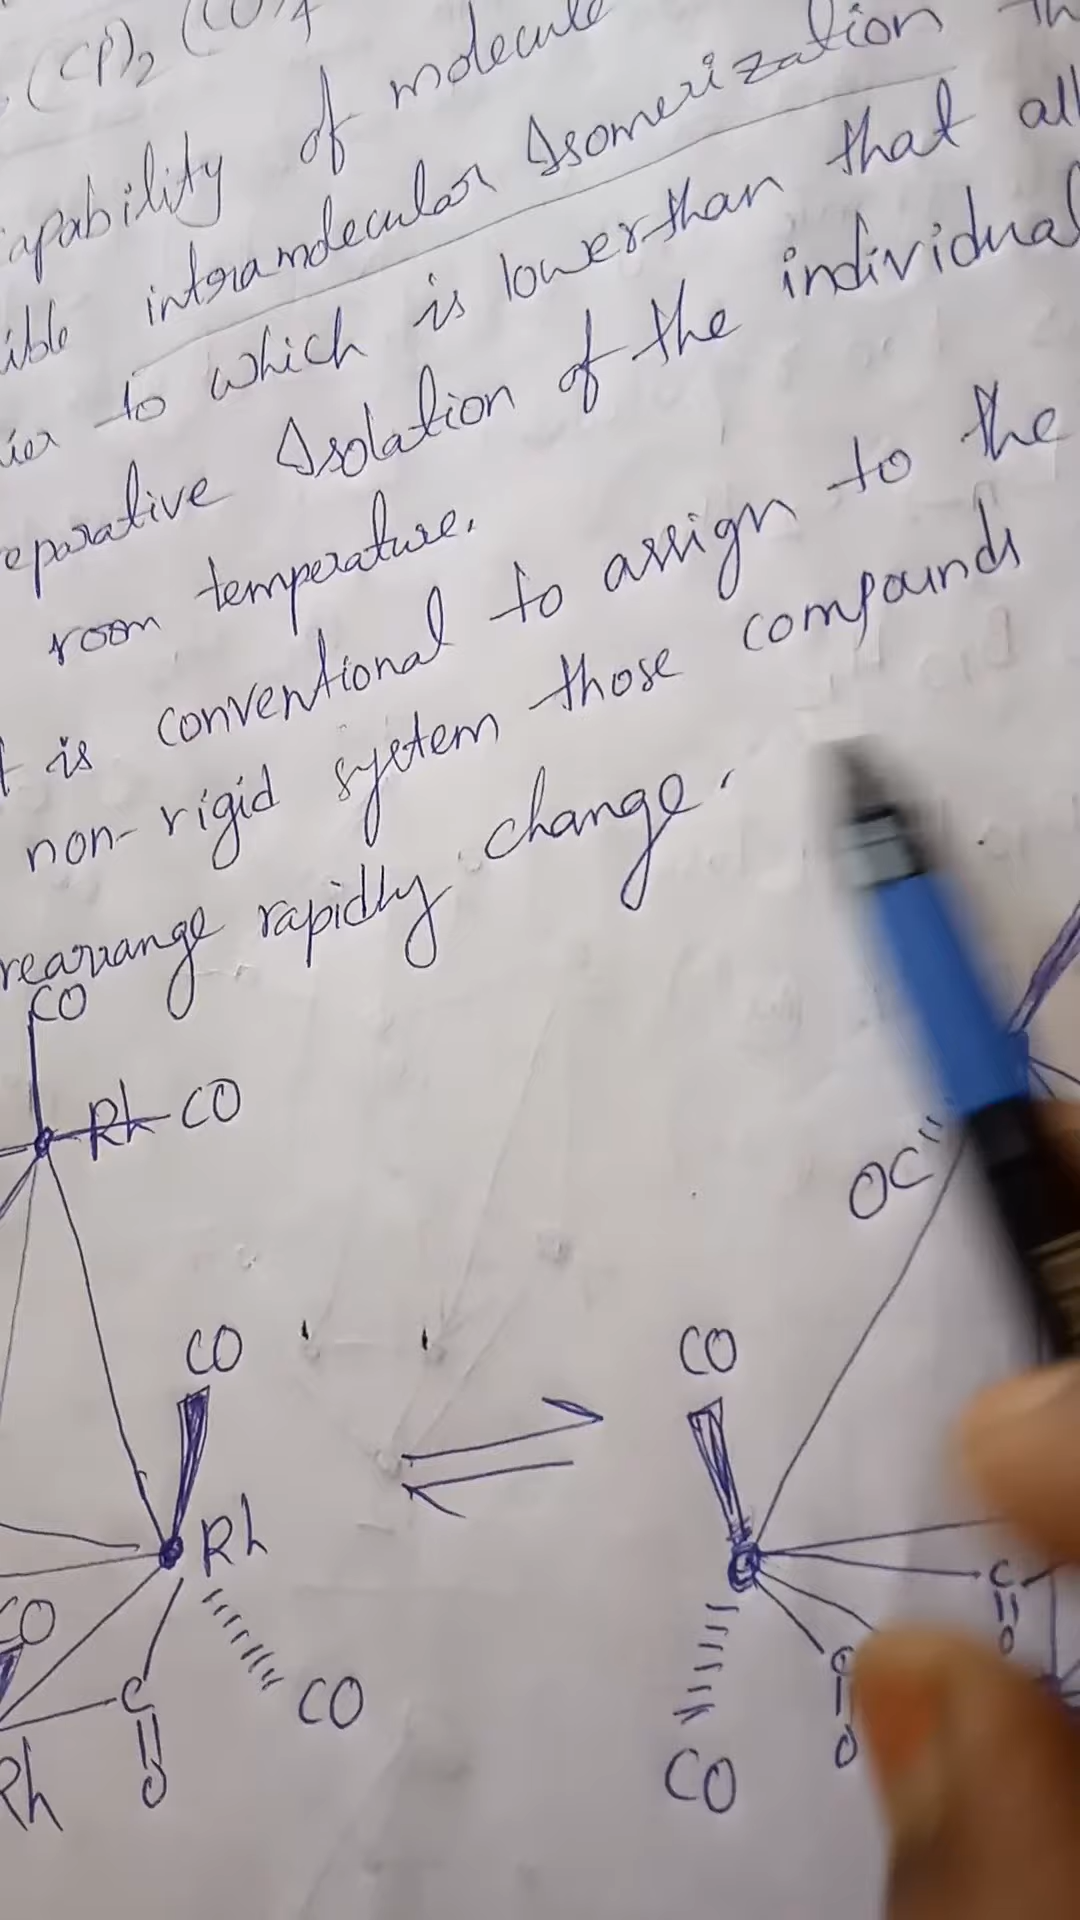 (CP)2 (CO)4
apability of molecule
ible intramolecular Isomerization th
ier to which is lower than that all
eparative Isolation of the individual
room temperature.
t is conventional to assign to the
non-rigid system those compounds
rearrange rapidly change.
CO
Rh CO
OC
CO
CO
Rh
CO
C
C
O
CO
C
C
O
O
Rh
O
CO